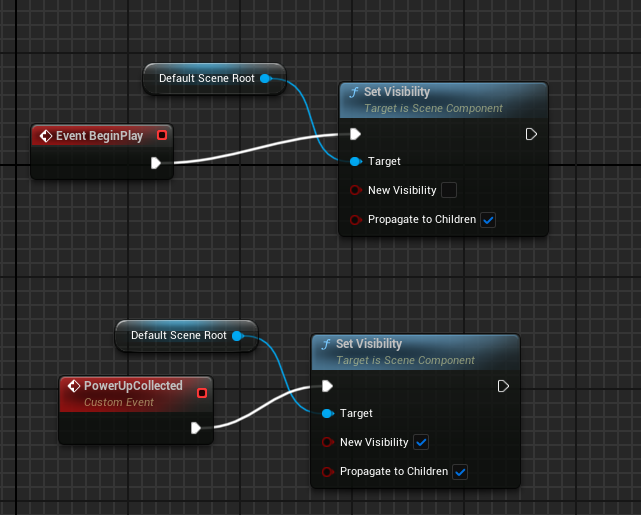 Default Scene Root
Set Visibility
Target is Scene Component
Event BeginPlay
Target
New Visibility
Propagate to Children
Default Scene Root
Set Visibility
Target is Scene Component
PowerUpCollected
Custom Event
Target
New Visibility
Propagate to Children